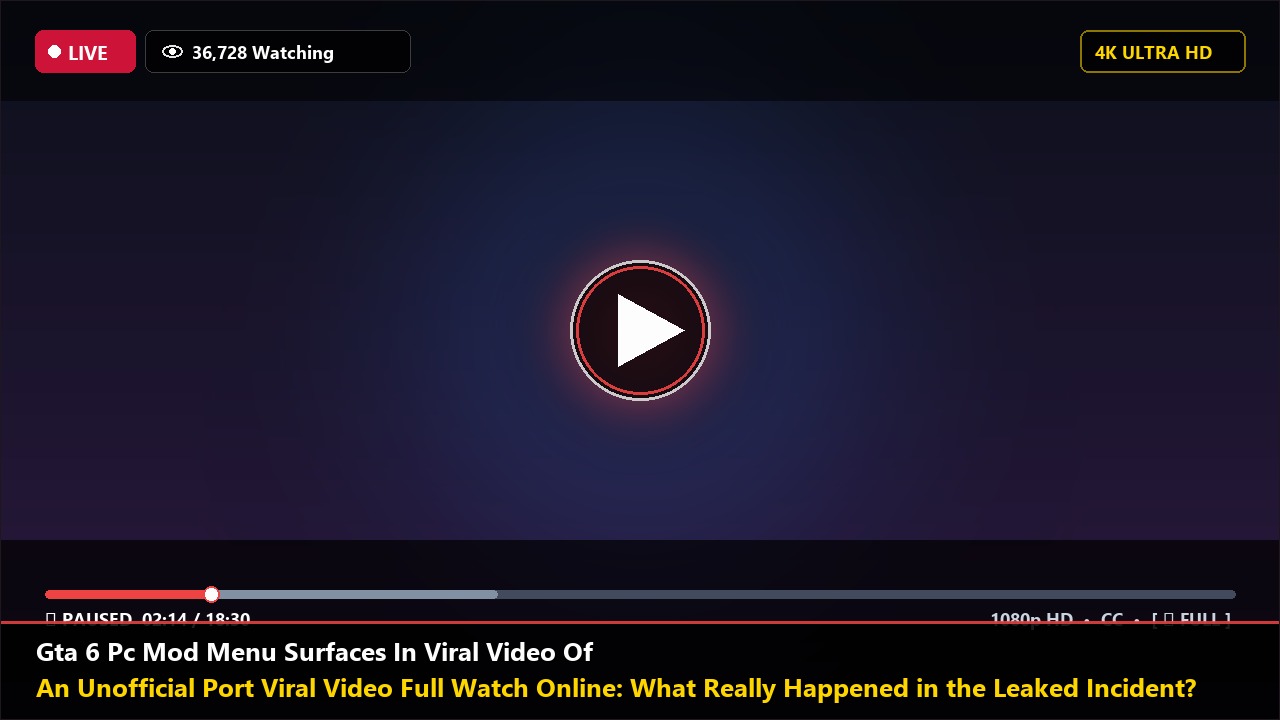 LIVE
36,728 Watching
4K ULTRA HD
PAUSED 02:14 / 18:30
1080p HD • CC • [ FULL ]
Gta 6 Pc Mod Menu Surfaces In Viral Video Of
An Unofficial Port Viral Video Full Watch Online: What Really Happened in the Leaked Incident?